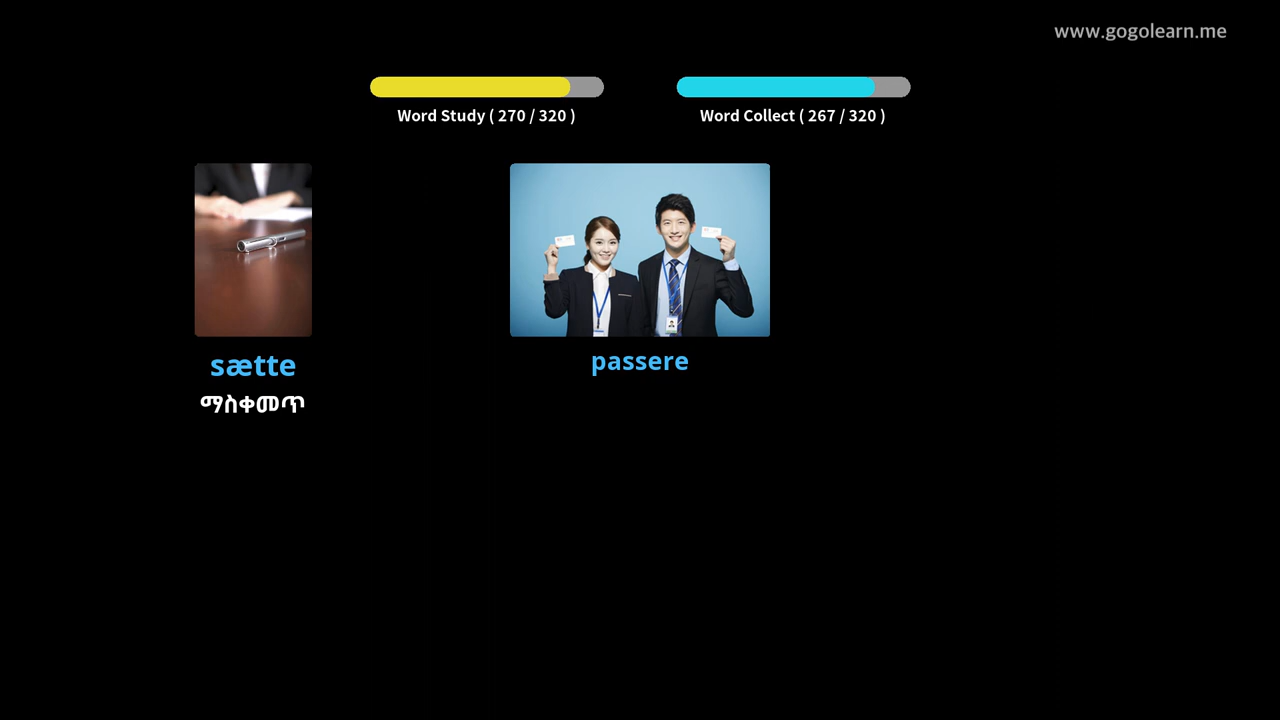 www.gogolearn.me
Word Study ( 270 / 320 )
Word Collect ( 267 / 320 )
sætte
ማስቀመጥ
passere